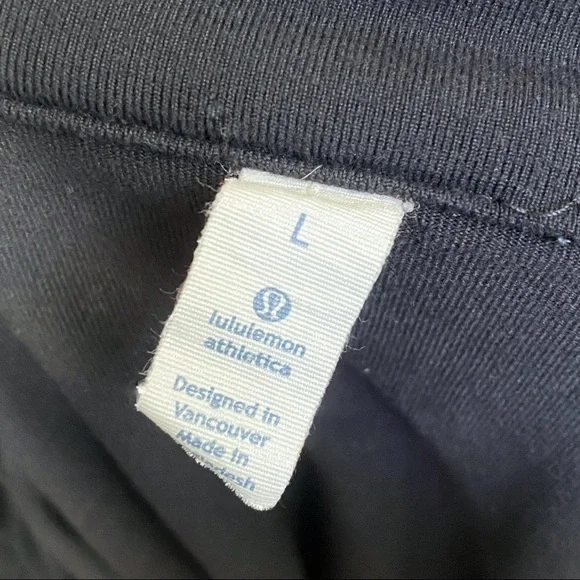 L
lululemon
athletica
Designed in
Vancouver
Made in